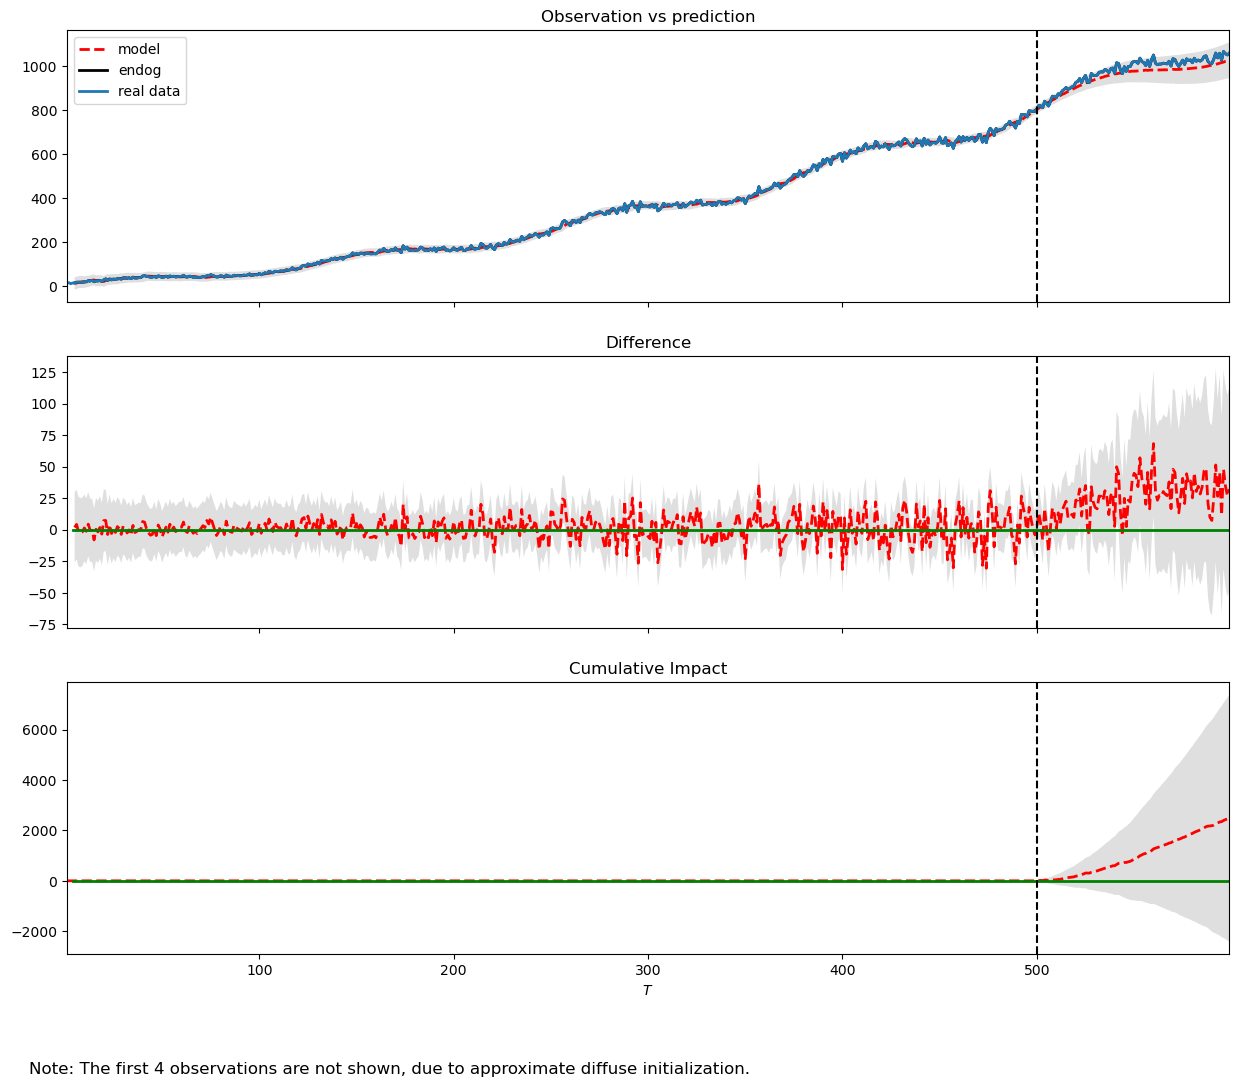 Observation vs prediction
model
endog
real data
1000
800
600
400
200
0
Difference
125
100
75
50
25
0
−25
−50
−75
Cumulative Impact
6000
4000
2000
0
−2000
100 200 300 400 500
T
Note: The first 4 observations are not shown, due to approximate diffuse initialization.